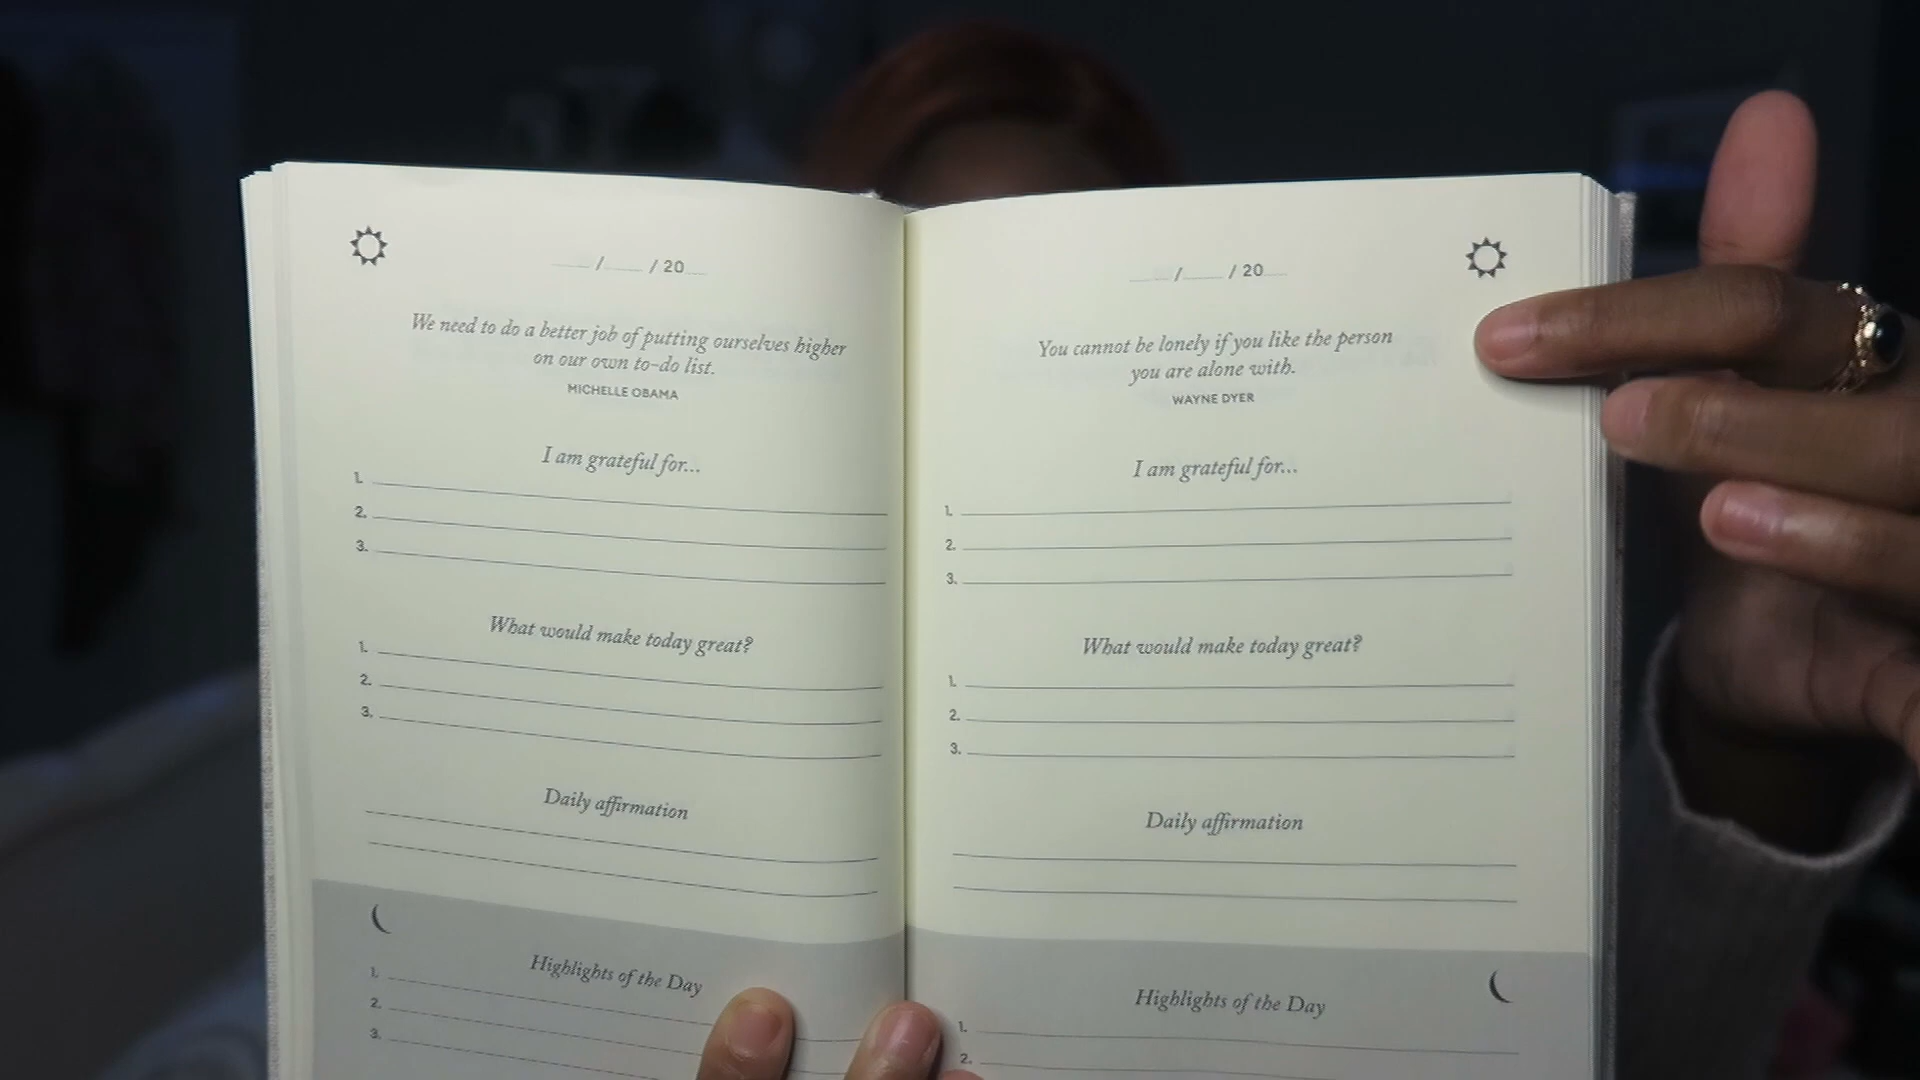 / / 20
We need to do a better job of putting ourselves higher
on our own to-do list.
MICHELLE OBAMA
I am grateful for...
1.
2.
3.
What would make today great?
1.
2.
3.
Daily affirmation
Highlights of the Day
1.
2.
3.
/ / 20
You cannot be lonely if you like the person
you are alone with.
WAYNE DYER
I am grateful for...
1.
2.
3.
What would make today great?
1.
2.
3.
Daily affirmation
Highlights of the Day
1.
2.